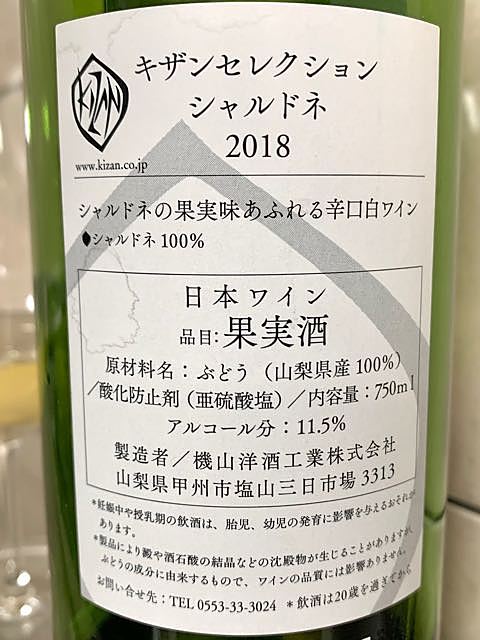 KIZAN
キザンセレクション
シャルドネ
2018
www.kizan.co.jp
シャルドネの果実味あふれる辛口白ワイン
●シャルドネ 100%
日本ワイン
品目:果実酒
原材料名：ぶどう（山梨県産100%）
／酸化防止剤（亜硫酸塩）／内容量：750ml
アルコール分：11.5%
製造者／機山洋酒工業株式会社
山梨県甲州市塩山三日市場 3313
*妊娠中や授乳期の飲酒は、胎児、幼児の発育に影響を与えるおそれが
あります。
*製品により澱や酒石酸の結晶などの沈殿物が生じることがありますが、
ぶどうの成分に由来するもので、ワインの品質には影響ありません。
お問い合せ先：TEL 0553-33-3024 *飲酒は20歳を過ぎてから。